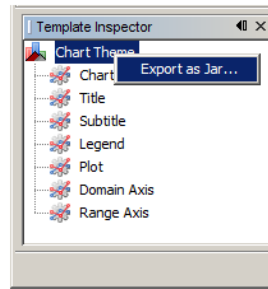 Template Inspector
Chart Theme
Export as Jar...
Chart
Title
Subtitle
Legend
Plot
Domain Axis
Range Axis